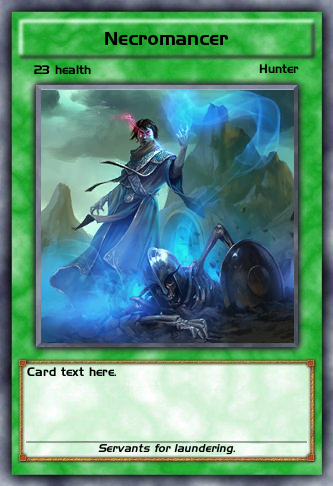 Necromancer
23 health Hunter
Card text here.
Servants for laundering.